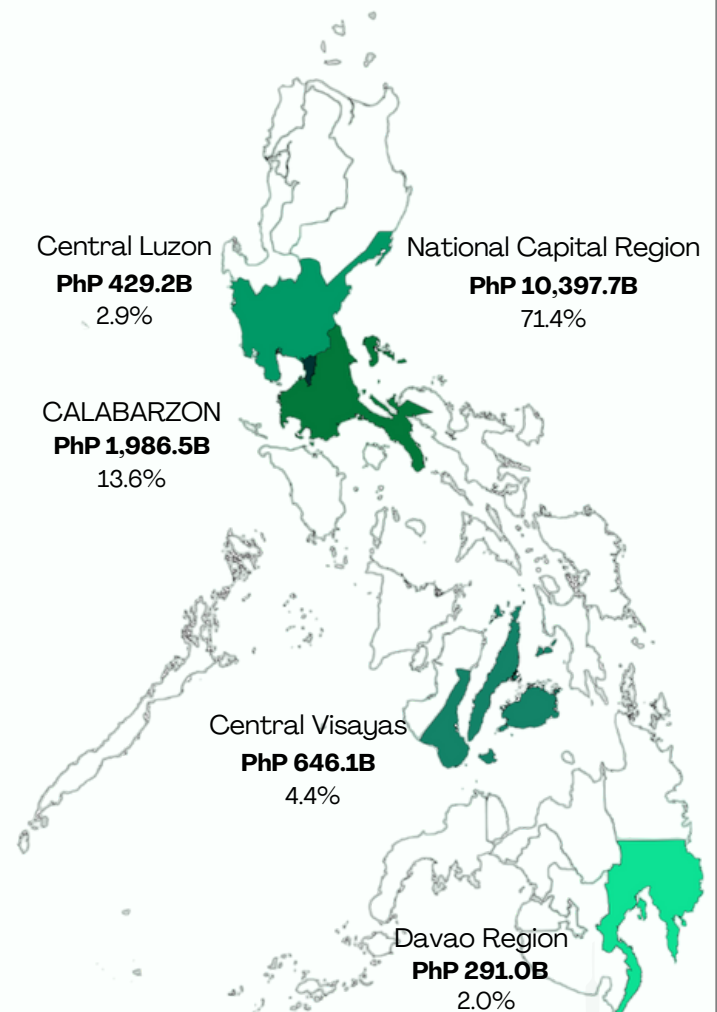 Central Luzon
PhP 429.2B
2.9%
National Capital Region
PhP 10,397.7B
71.4%
CALABARZON
PhP 1,986.5B
13.6%
Central Visayas
PhP 646.1B
4.4%
Davao Region
PhP 291.0B
2.0%